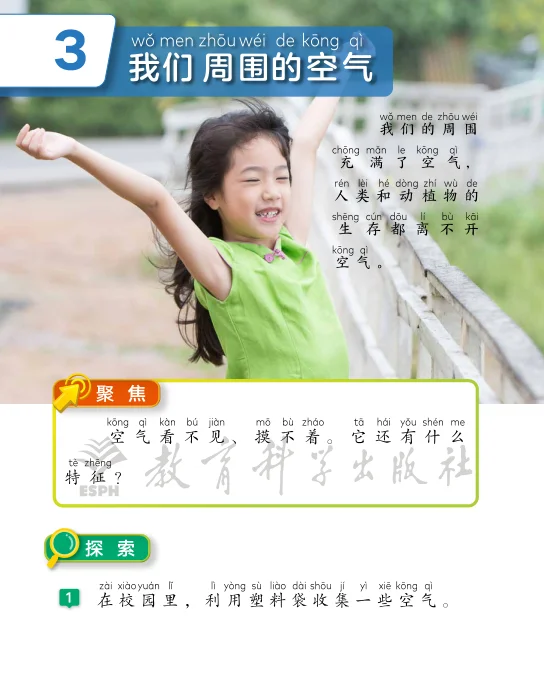 3
wǒ men zhōu wéi de kōng qì
我们周围的空气
wǒ men de zhōu wéi
我们的周围
chōng mǎn le kōng qì
充满了空气，
rén lèi hé dòng zhí wù de
人类和动植物的
shēng cún dōu lí bù kāi
生存都离不开
kōng qì
空气。
聚焦
kōng qì kàn bú jiàn mō bù zháo tā hái yǒu shén me
空气看不见、摸不着。它还有什么
tè zhēng
特征？
ESPH 教育科学出版社
探索
zài xiào yuán lǐ lì yòng sù liào dài shōu jí yì xiē kōng qì
1 在校园里，利用塑料袋收集一些空气。